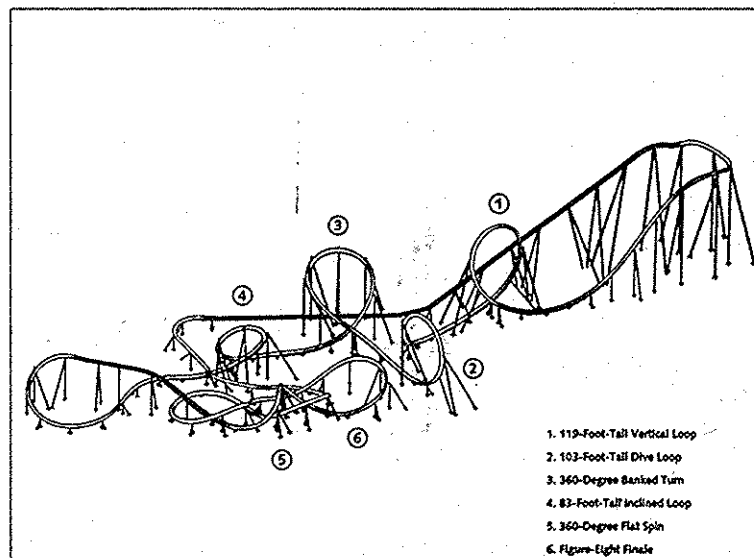 1
3
4
2
6
5
1. 119-Foot-Tall Vertical Loop
2. 103-Foot-Tall Dive Loop
3. 360-Degree Banked Turn
4. 83-Foot-Tall Inclined Loop
5. 360-Degree Flat Spin
6. Figure-Eight Finale